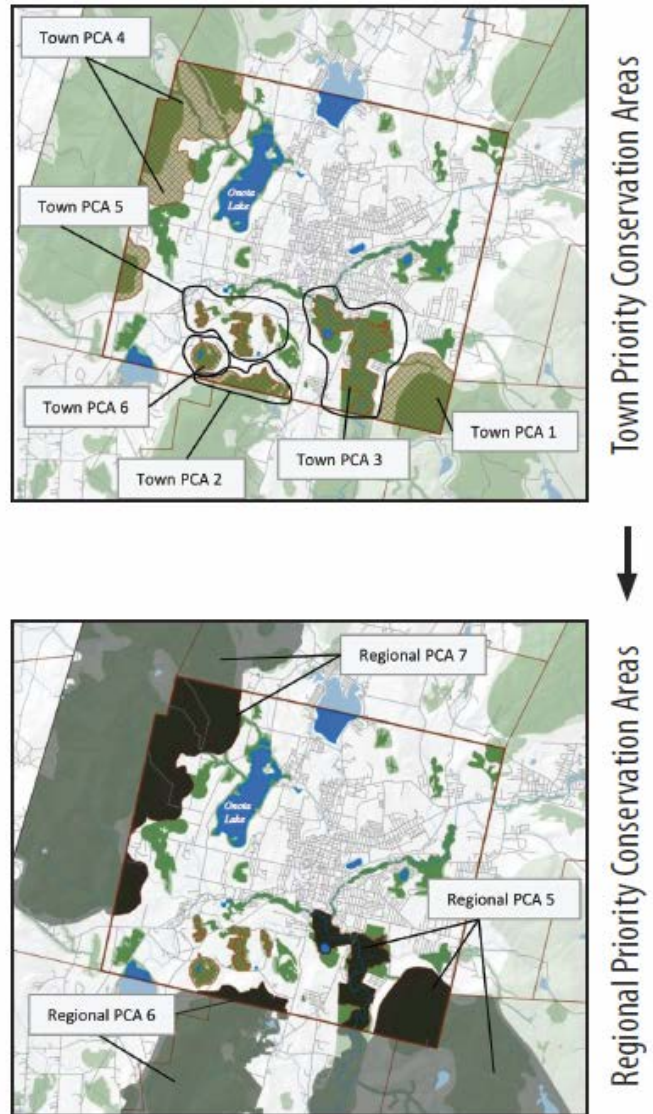 Town PCA 4
Town PCA 5
Onota
Lake
Town PCA 6
Town PCA 2
Town PCA 3
Town PCA 1
Town Priority Conservation Areas
Regional PCA 7
Onota
Lake
Regional PCA 5
Regional PCA 6
Regional Priority Conservation Areas